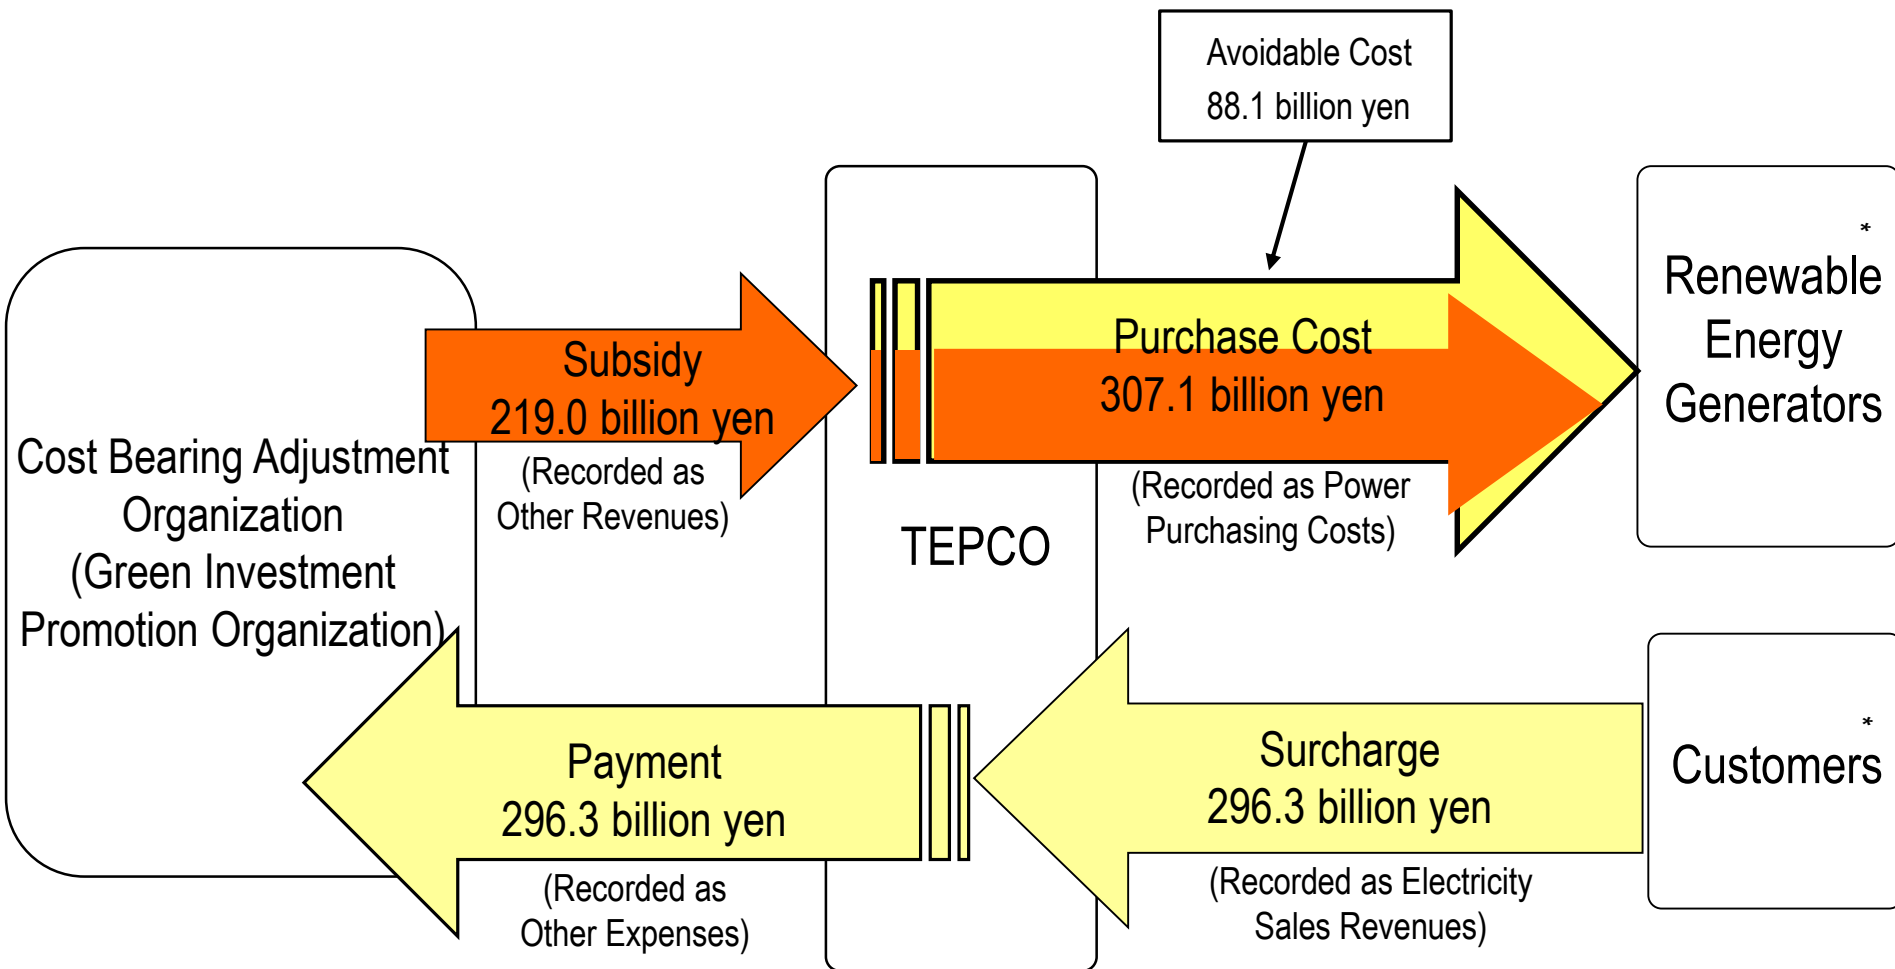 Avoidable Cost
88.1 billion yen
Subsidy
219.0 billion yen
(Recorded as
Other Revenues)
Purchase Cost
307.1 billion yen
(Recorded as Power
Purchasing Costs)
*
Renewable
Energy
Generators
Cost Bearing Adjustment
Organization
(Green Investment
Promotion Organization)
TEPCO
Payment
296.3 billion yen
(Recorded as
Other Expenses)
Surcharge
296.3 billion yen
(Recorded as Electricity
Sales Revenues)
*
Customers